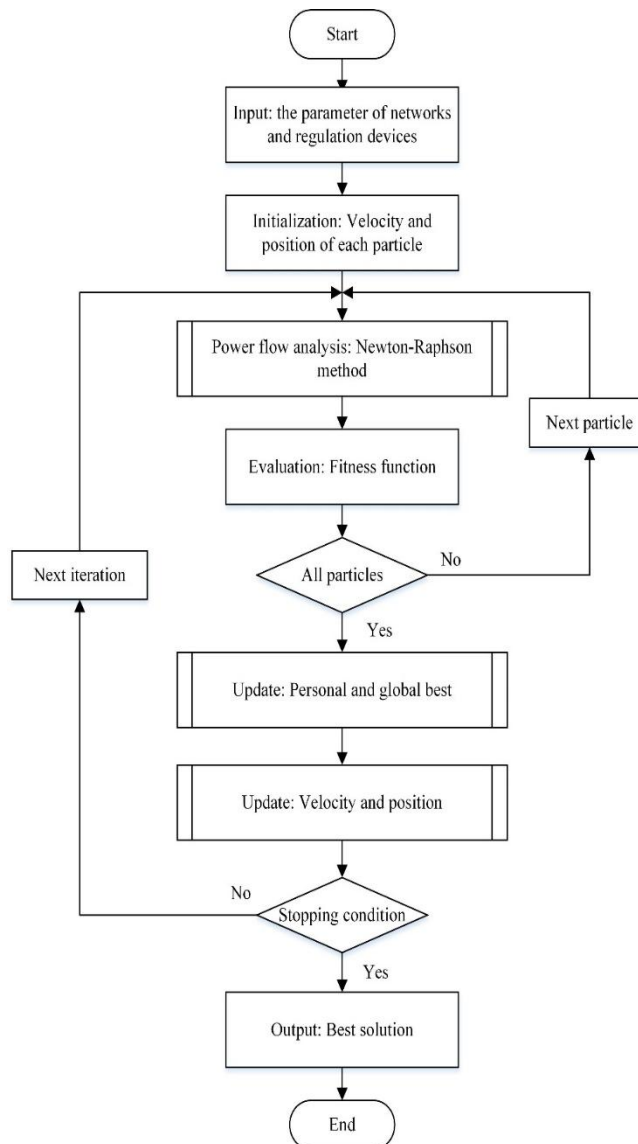 Start
Input: the parameter of networks
and regulation devices
Initialization: Velocity and
position of each particle
Power flow analysis: Newton-Raphson
method
Next particle
Evaluation: Fitness function
No
All particles
Next iteration
Yes
Update: Personal and global best
Update: Velocity and position
No
Stopping condition
Yes
Output: Best solution
End